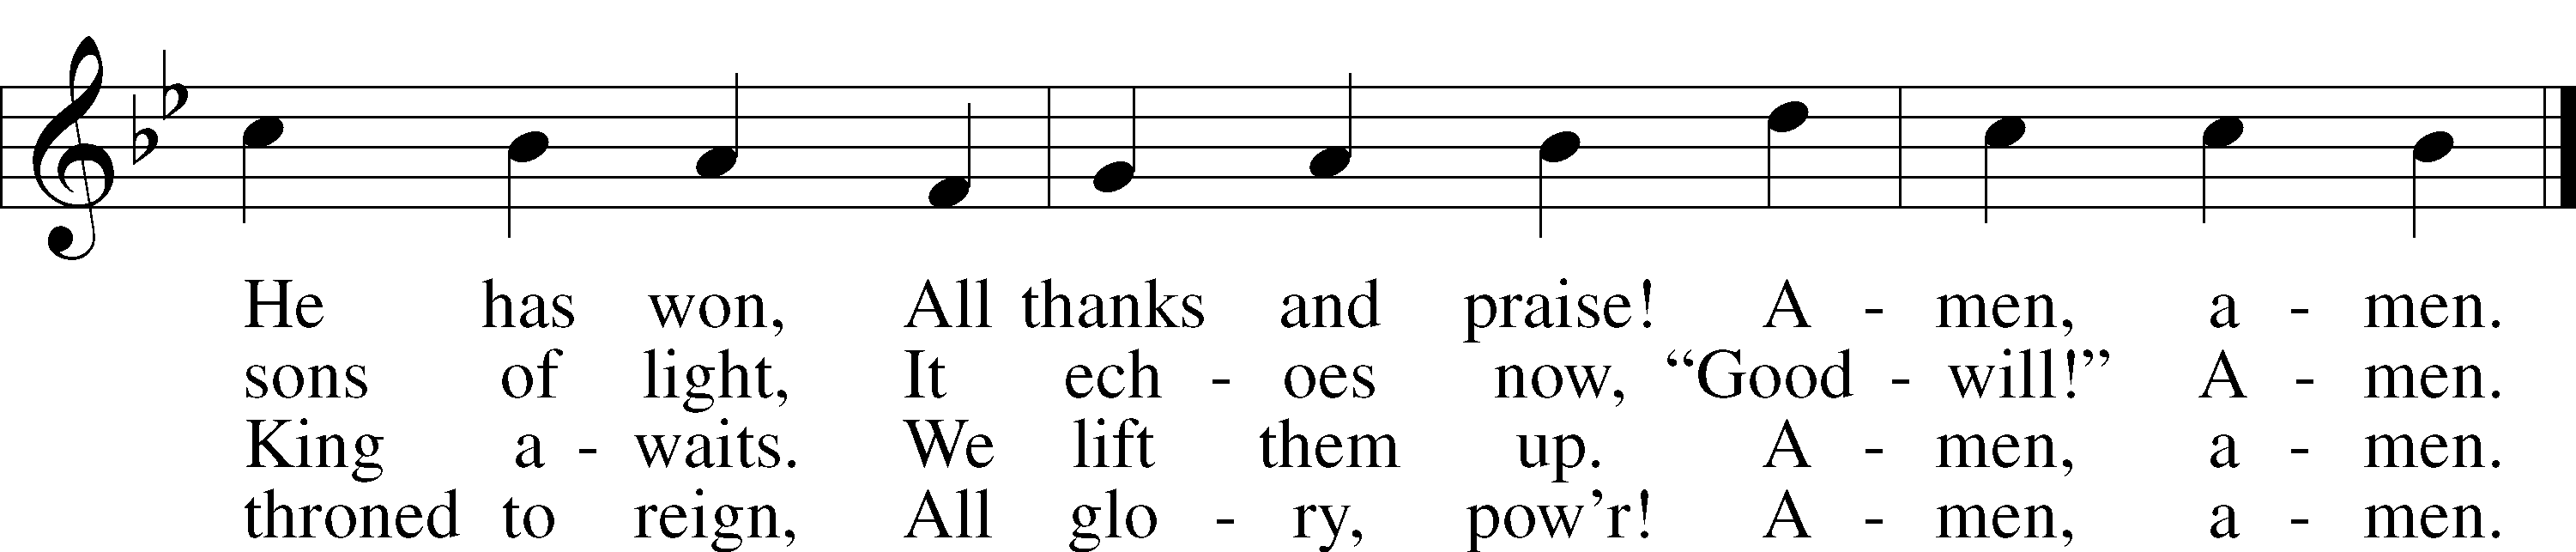 He has won, All thanks and praise! A - men, a - men.
sons of light, It ech - oes now, “Good - will!” A - men.
King a - waits. We lift them up. A - men, a - men.
throned to reign, All glo - ry, pow’r! A - men, a - men.